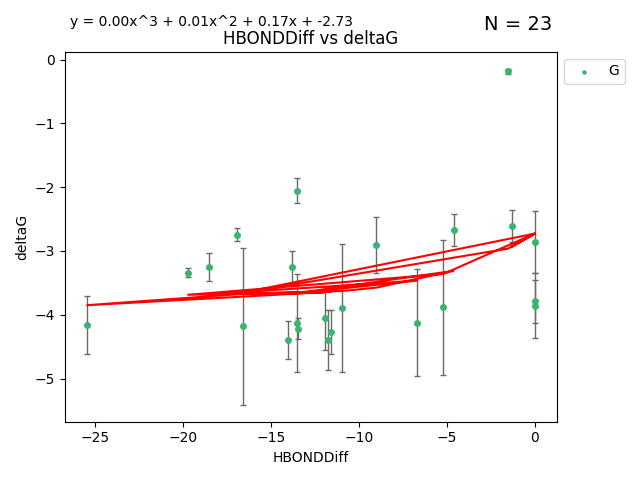 y = 0.00x^3 + 0.01x^2 + 0.17x + -2.73
N = 23
HBONDDiff vs deltaG
G
deltaG
0
−1
−2
−3
−4
−5
−25
−20
−15
−10
−5
0
HBONDDiff